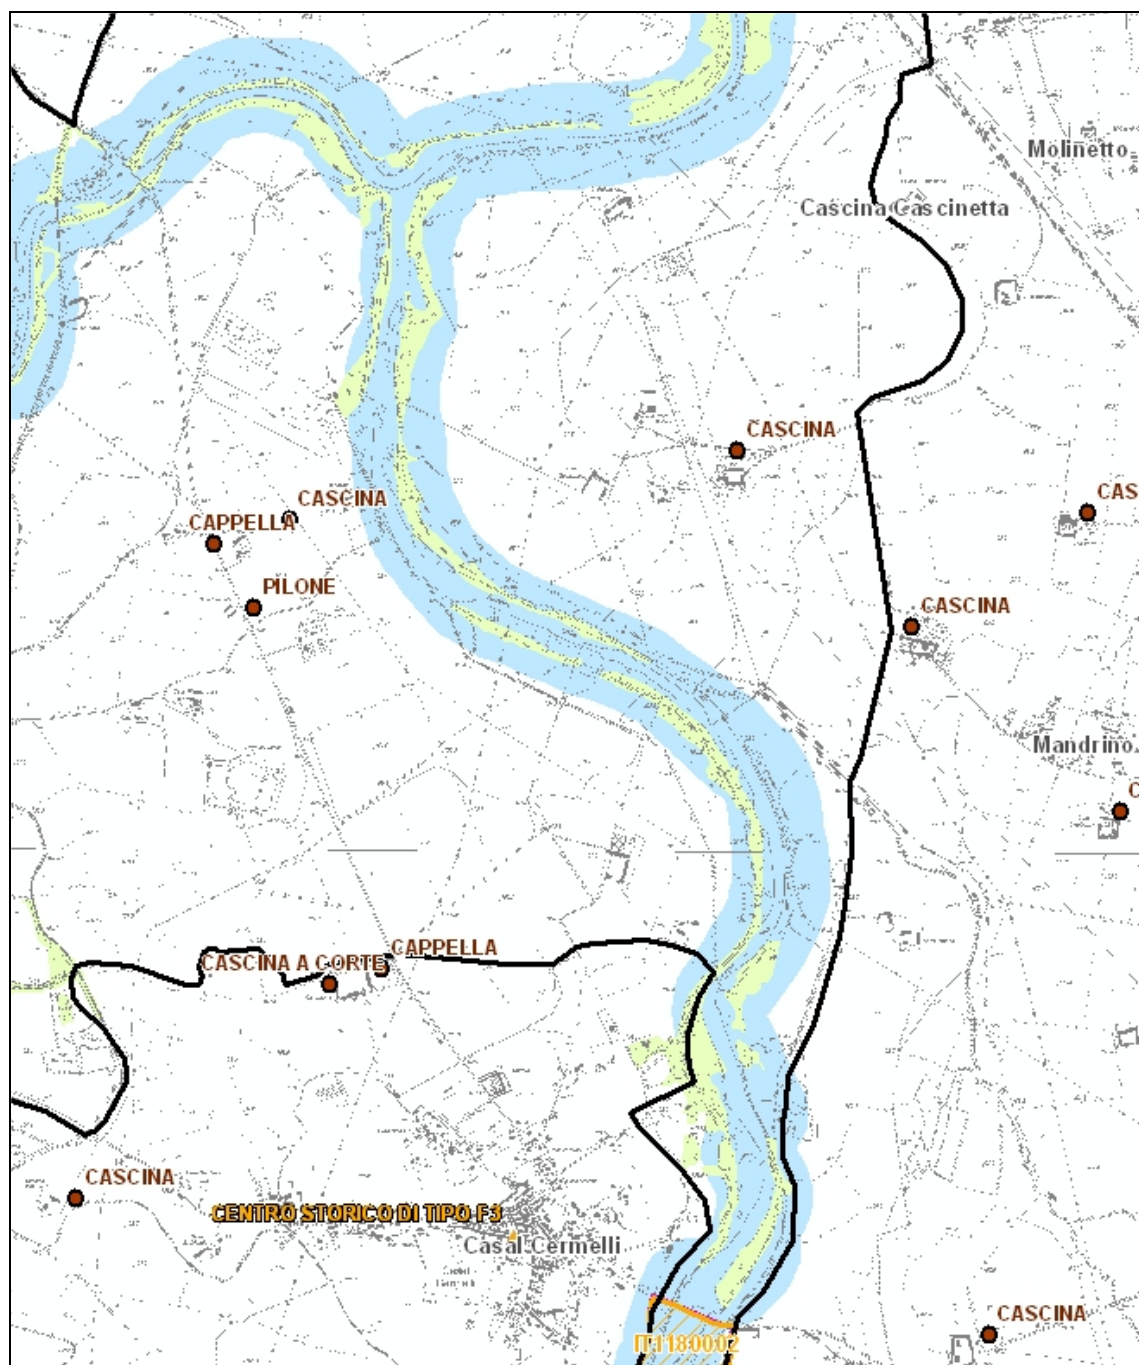 Molinetto
Cascina Cascinetta
CASCINA
CAS
CASCINA
CAPPELLA
PILONE
CASCINA
Mandrino
C
CAPPELLA
CASCINA A CORTE
CASCINA
CENTRO STORICO DI TIPO F3
Casal Cermelli
CASCINA
IT1180002